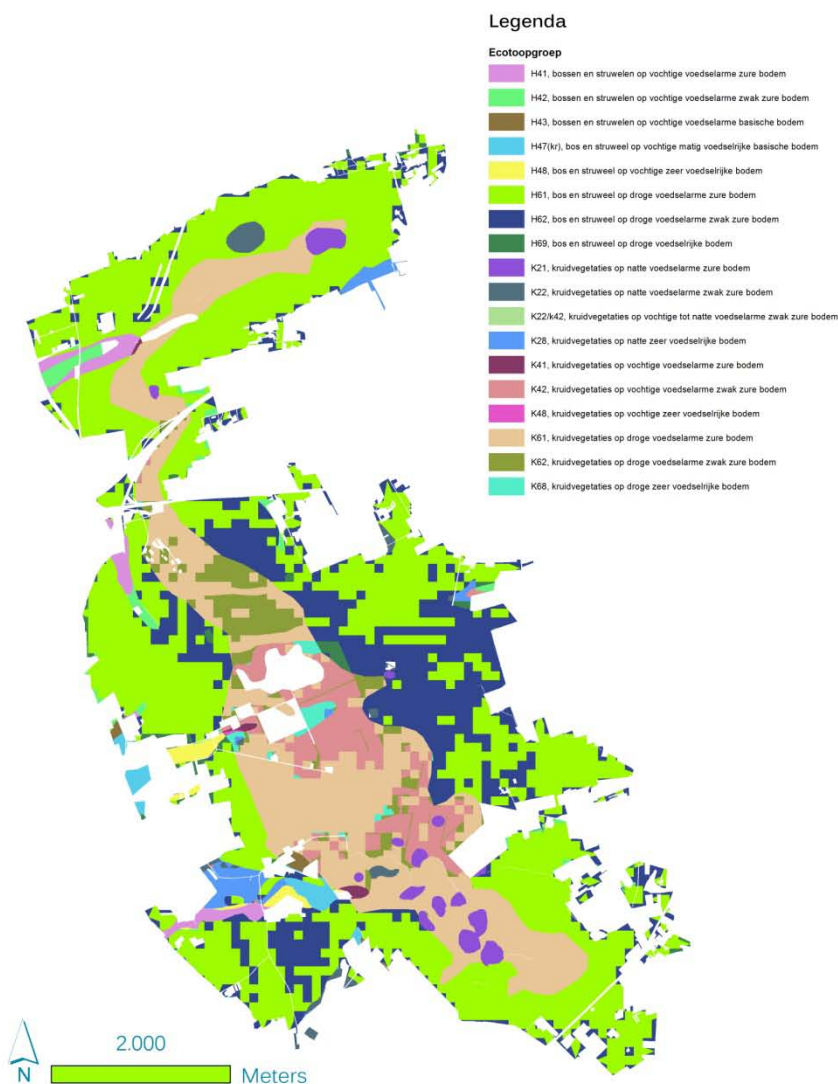 Legenda
Ecotoopgroep
H41, bossen en struwelen op vochtige voedselarme zure bodem
H42, bossen en struwelen op vochtige voedselarme zwak zure bodem
H43, bossen en struwelen op vochtige voedselarme basische bodem
H47(kr), bos en struweel op vochtige matig voedselrijke basische bodem
H48, bos en struweel op vochtige zeer voedselrijke bodem
H61, bos en struweel op droge voedselarme zure bodem
H62, bos en struweel op droge voedselarme zwak zure bodem
H69, bos en struweel op droge voedselrijke bodem
K21, kruidvegetaties op natte voedselarme zure bodem
K22, kruidvegetaties op natte voedselarme zwak zure bodem
K22/k42, kruidvegetaties op vochtige tot natte voedselarme zwak zure bodem
K28, kruidvegetaties op natte zeer voedselrijke bodem
K41, kruidvegetaties op vochtige voedselarme zure bodem
K42, kruidvegetaties op vochtige voedselarme zwak zure bodem
K48, kruidvegetaties op vochtige zeer voedselrijke bodem
K61, kruidvegetaties op droge voedselarme zure bodem
K62, kruidvegetaties op droge voedselarme zwak zure bodem
K68, kruidvegetaties op droge zeer voedselrijke bodem
2.000
N
Meters